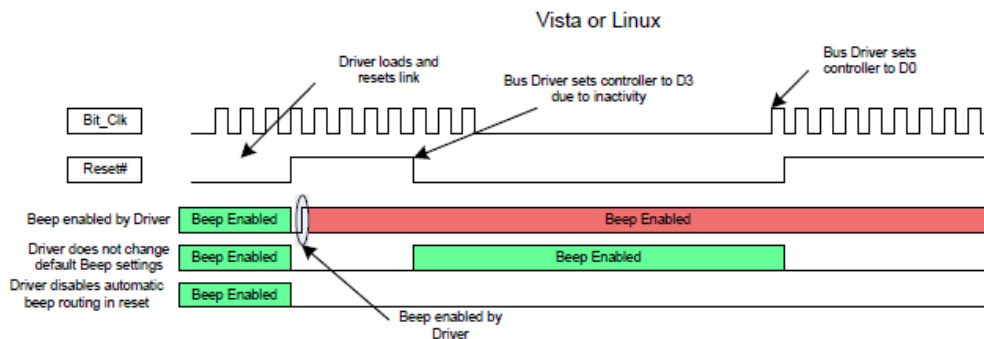 Vista or Linux
Driver loads and
resets link
Bus Driver sets controller to D3
due to inactivity
Bus Driver sets
controller to D0
Bit_Clk
Reset#
Beep enabled by Driver
Beep Enabled
Beep Enabled
Driver does not change
default Beep settings
Beep Enabled
Beep Enabled
Driver disables automatic
beep routing in reset
Beep Enabled
Beep enabled by
Driver